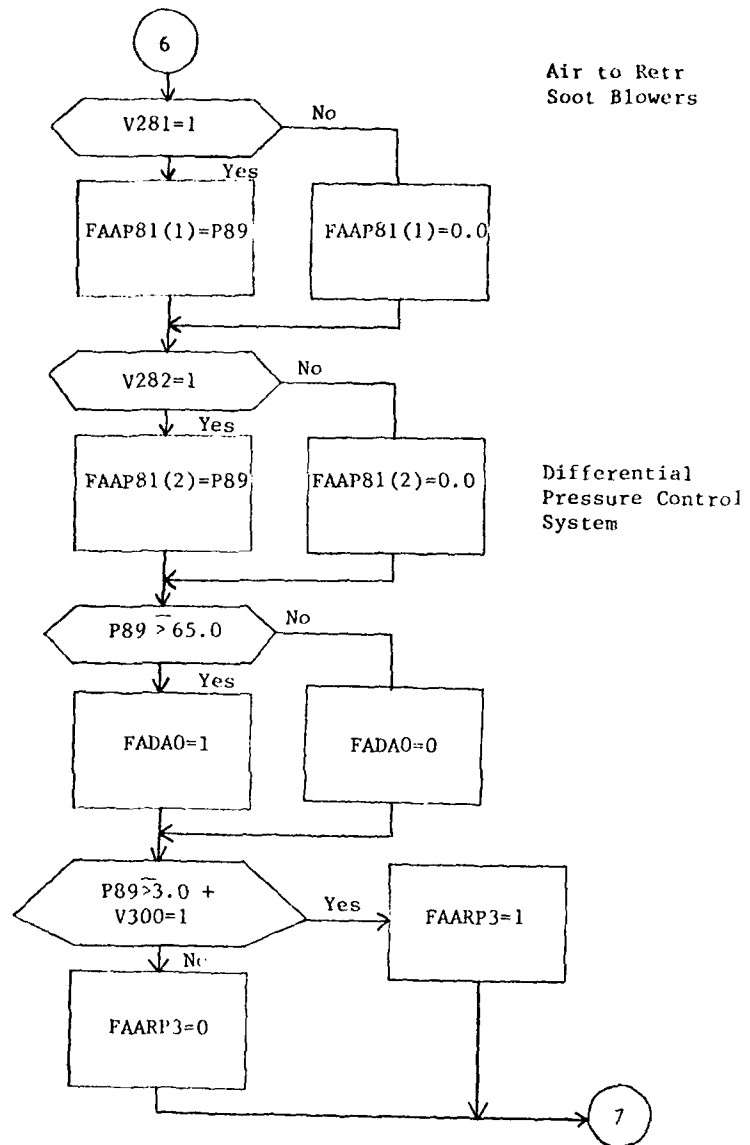 6
Air to Retr
Soot Blowers
V281=1
No
Yes
FAAP81(1)=P89
FAAP81(1)=0.0
V282=1
No
Yes
FAAP81(2)=P89
FAAP81(2)=0.0
Differential
Pressure Control
System
P89 ≥ 65.0
No
Yes
FADAO=1
FADAO=0
P89≥3.0 +
V300=1
Yes
FAARP3=1
No
FAARP3=0
7